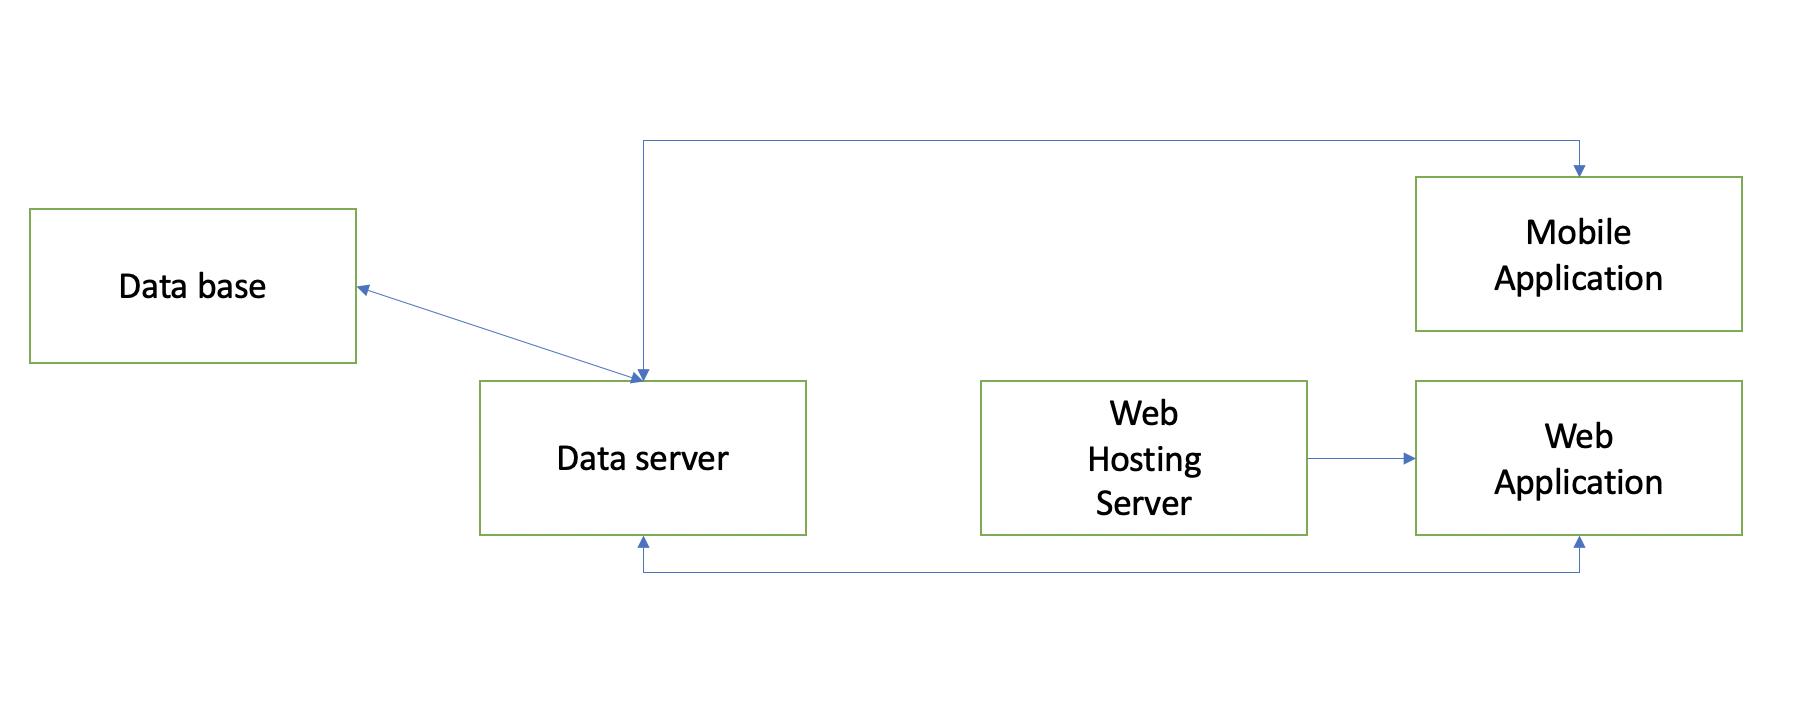 Data base
Data server
Web
Hosting
Server
Mobile
Application
Web
Application